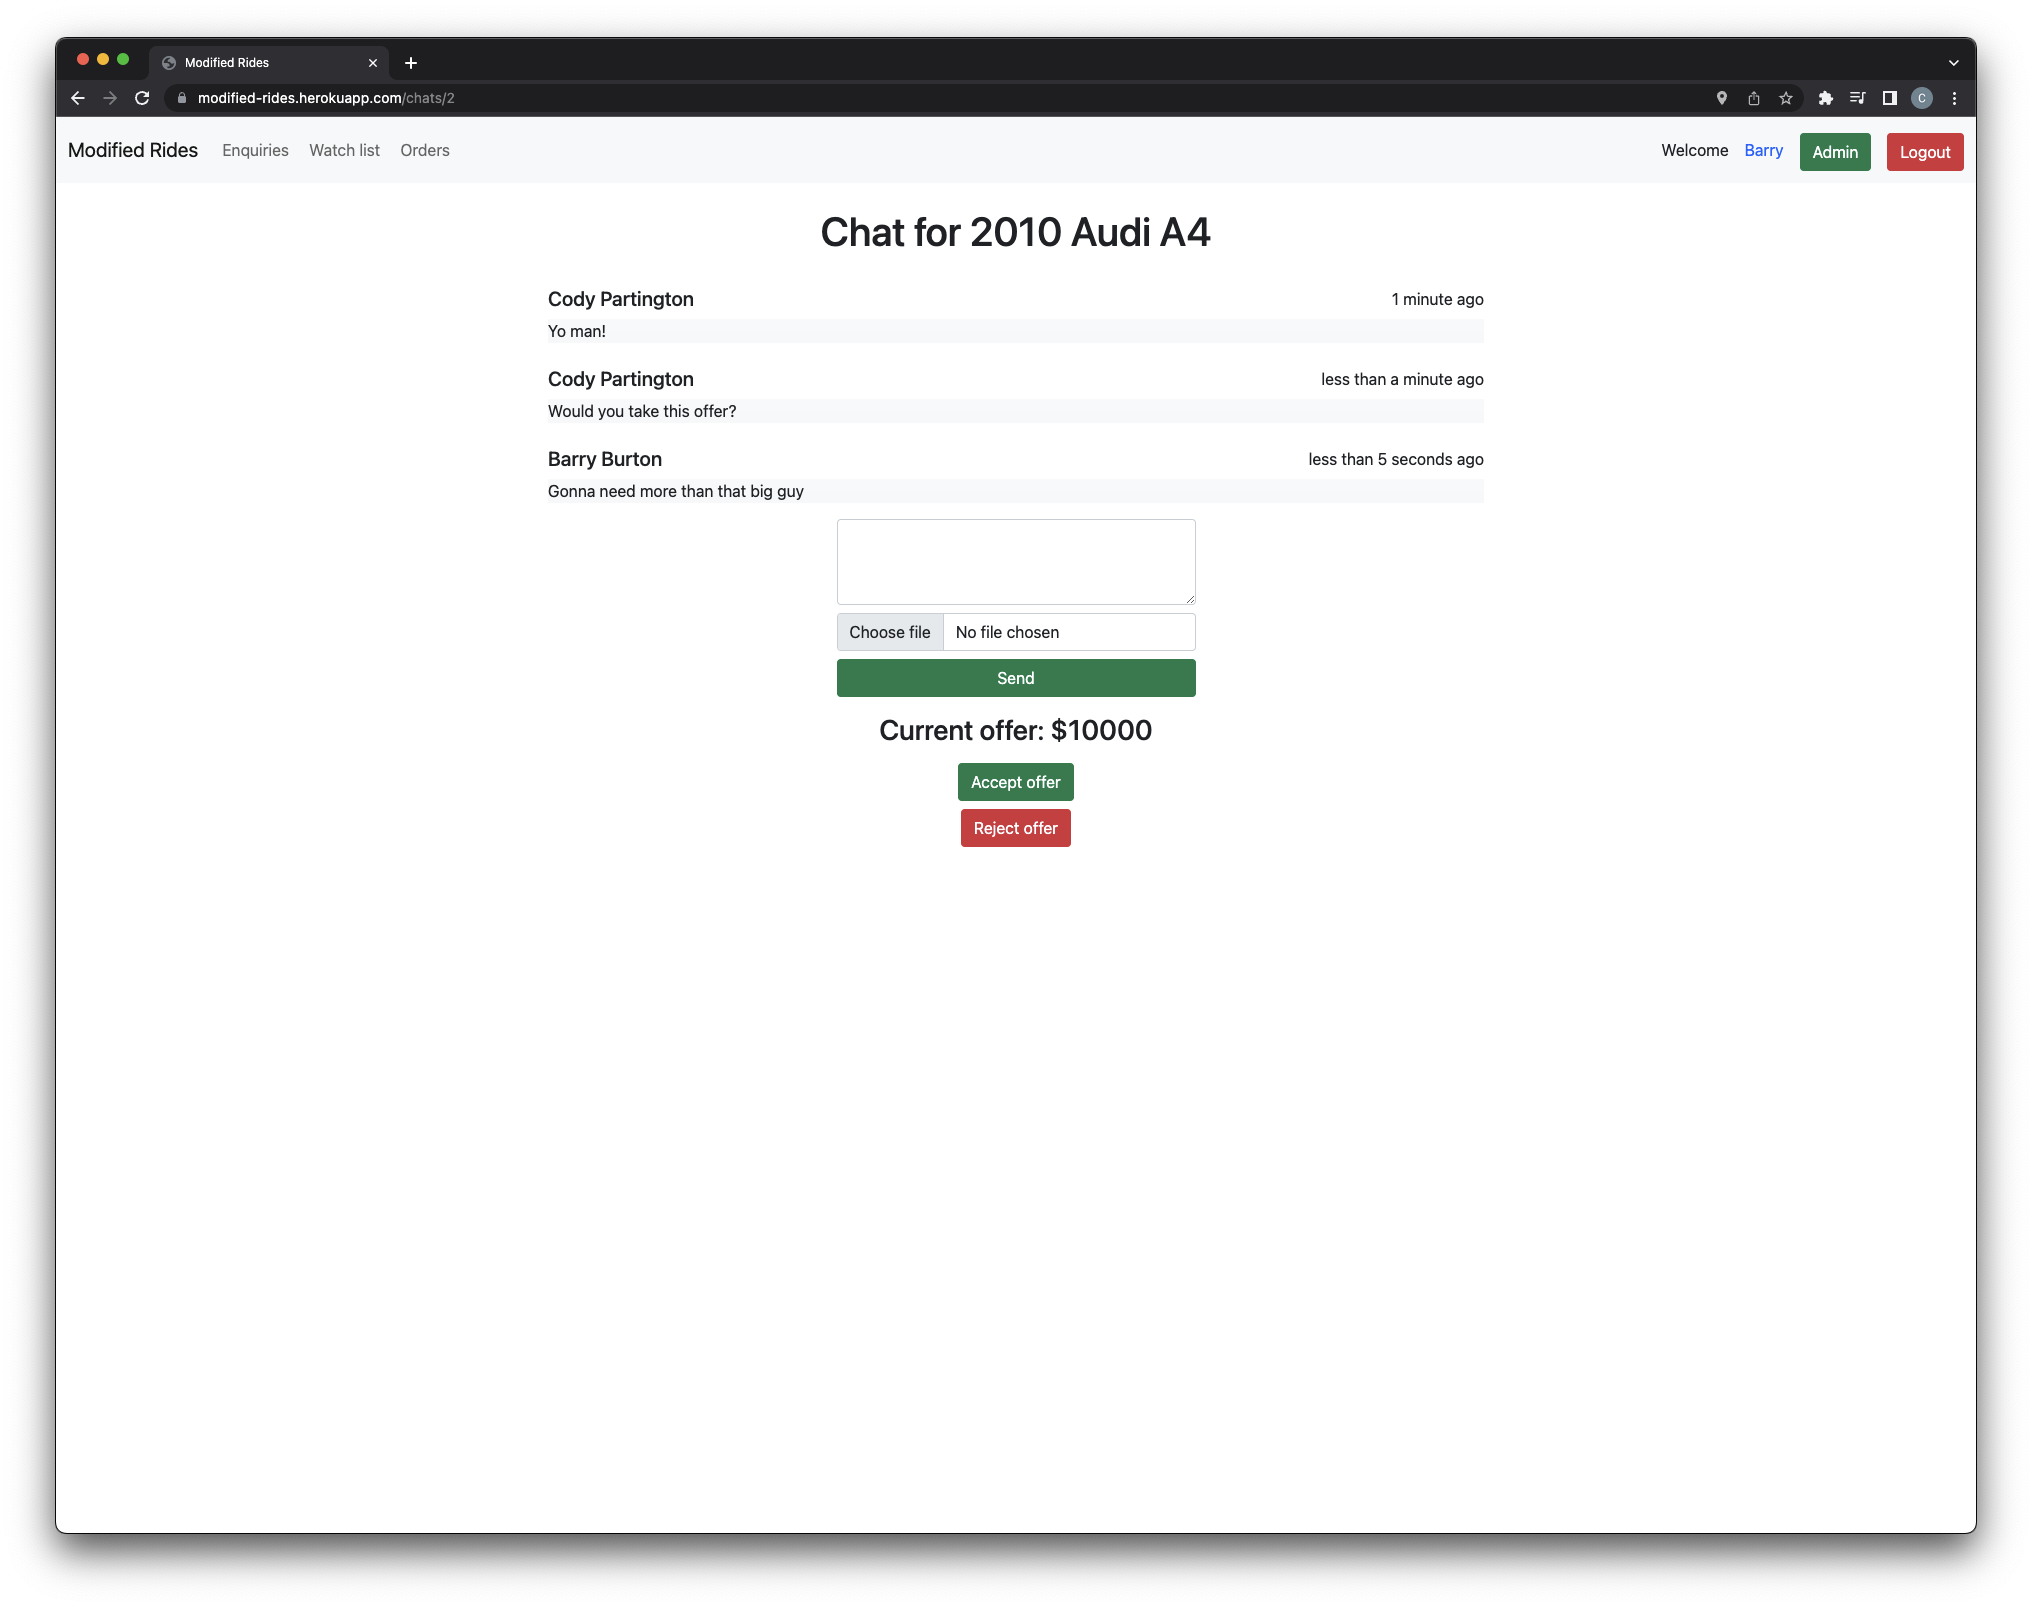 Modified Rides
modified-rides.herokuapp.com/chats/2
C
Modified Rides Enquiries Watch list Orders Welcome Barry Admin Logout
Chat for 2010 Audi A4
Cody Partington 1 minute ago
Yo man!
Cody Partington less than a minute ago
Would you take this offer?
Barry Burton less than 5 seconds ago
Gonna need more than that big guy
Choose file No file chosen
Send
Current offer: $10000
Accept offer
Reject offer